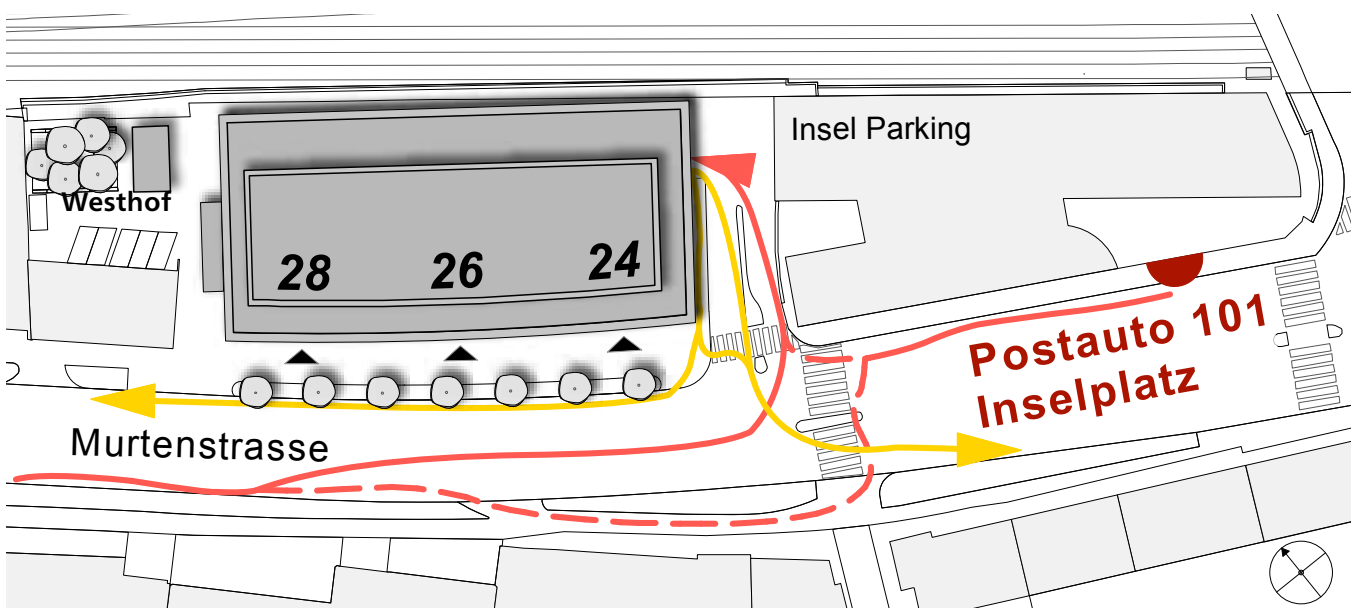 Insel Parking
Westhof
28 26 24
Postauto 101
Inselplatz
Murtenstrasse